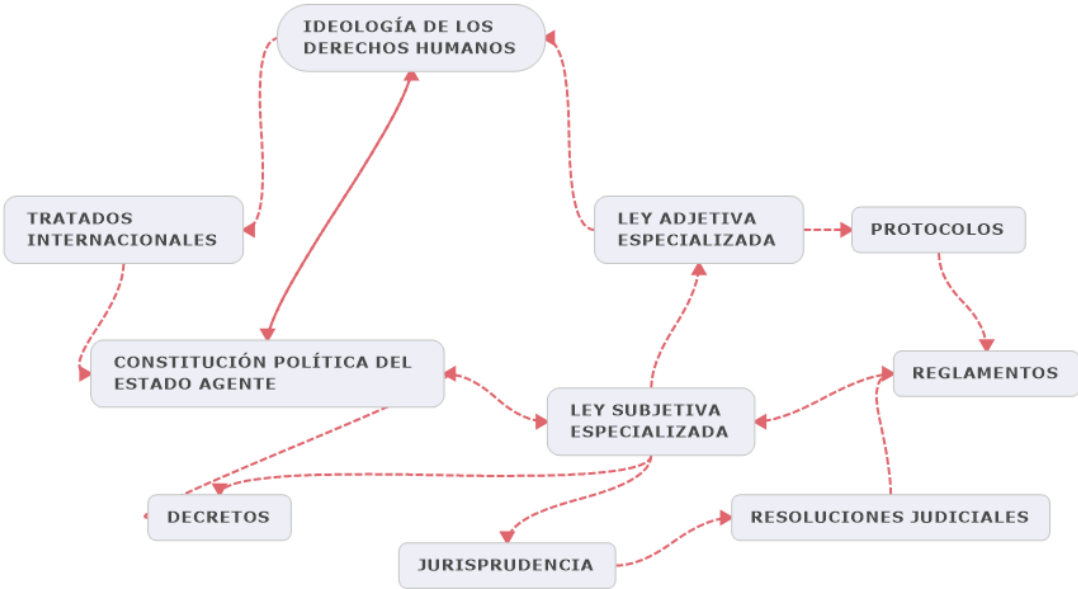 IDEOLOGÍA DE LOS
DERECHOS HUMANOS
TRATADOS
INTERNACIONALES
LEY ADJETIVA
ESPECIALIZADA
PROTOCOLOS
CONSTITUCIÓN POLÍTICA DEL
ESTADO AGENTE
REGLAMENTOS
LEY SUBJETIVA
ESPECIALIZADA
DECRETOS
RESOLUCIONES JUDICIALES
JURISPRUDENCIA